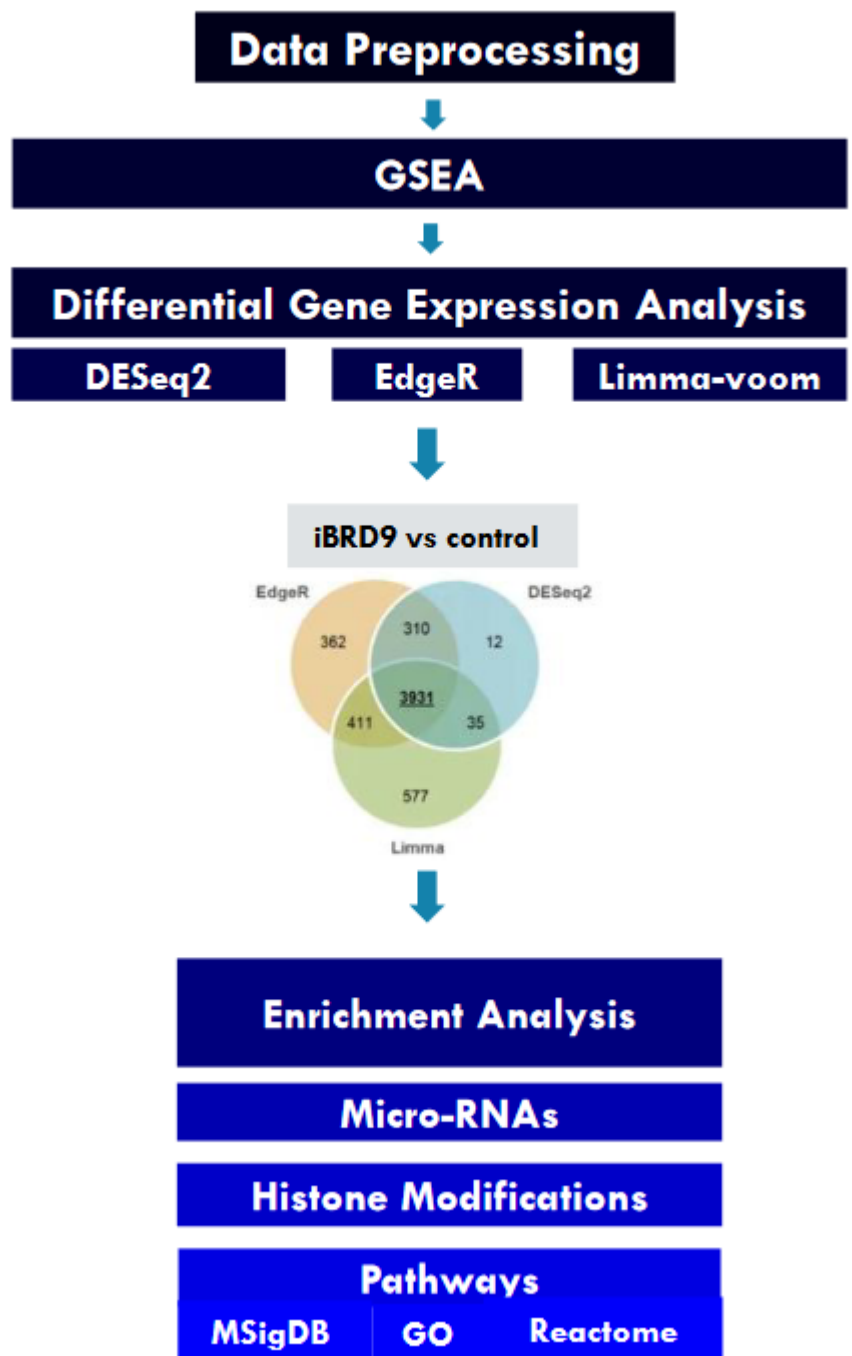 Data Preprocessing
GSEA
Differential Gene Expression Analysis
DESeq2 EdgeR Limma-voom
iBRD9 vs control
EdgeR DESeq2
362 310 12
3931
411 35
577
Limma
Enrichment Analysis
Micro-RNAs
Histone Modifications
Pathways
MSigDB GO Reactome